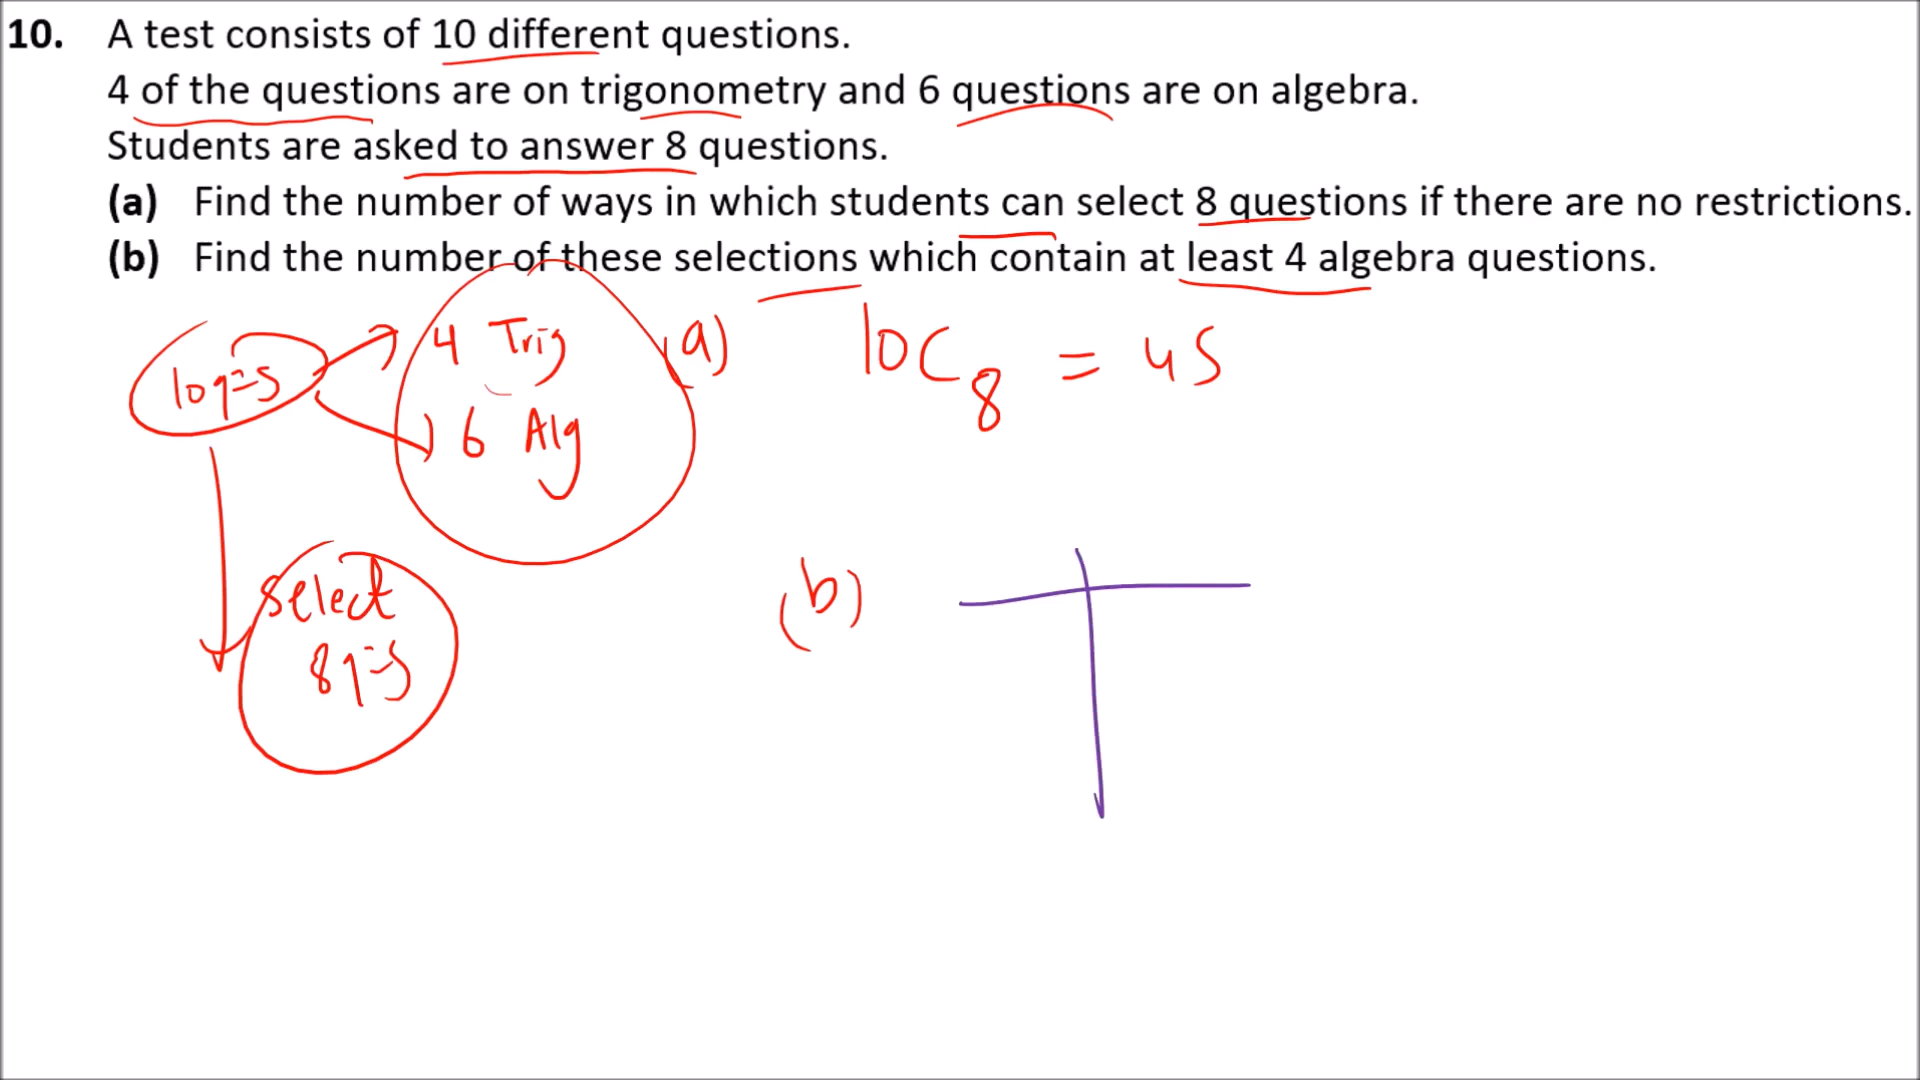 10. A test consists of 10 different questions.
4 of the questions are on trigonometry and 6 questions are on algebra.
Students are asked to answer 8 questions.
(a) Find the number of ways in which students can select 8 questions if there are no restrictions.
(b) Find the number of these selections which contain at least 4 algebra questions.
10q=s
4 Trig
6 Alg
(a) 10C8 = 45
select
8q=s
(b)